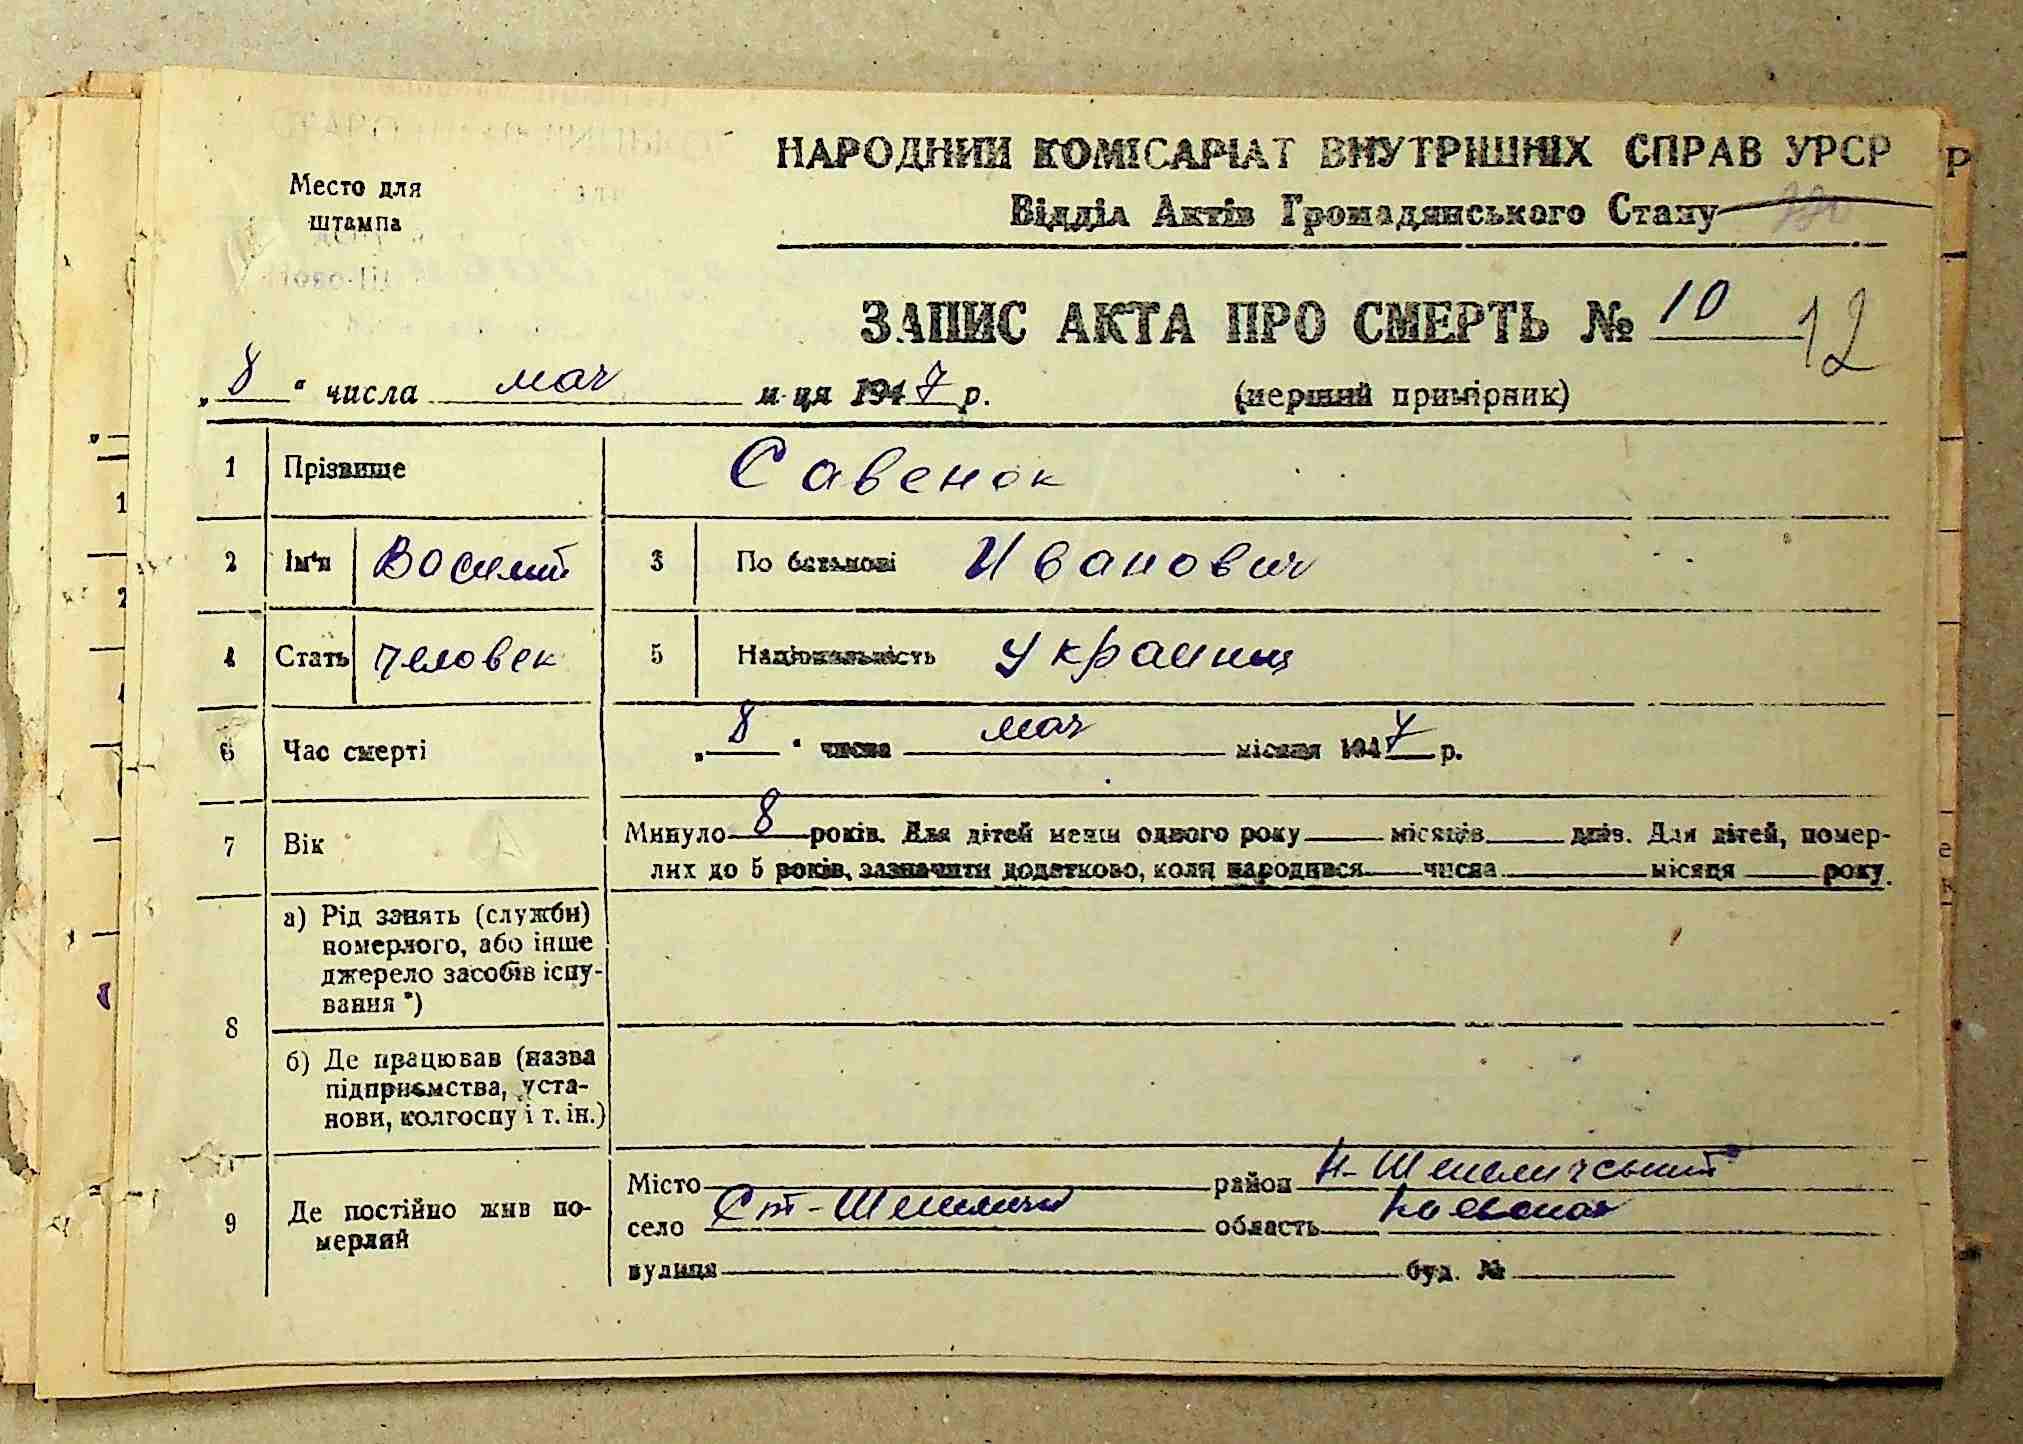 Место для
штампа
НАРОДНИЙ КОМІСАРІАТ ВНУТРІШНІХ СПРАВ УРСР
Відділ Актів Громадянського Стану
ЗАПИС АКТА ПРО СМЕРТЬ № 10 12
„8“ числа мая м-ця 1947 р. (перший примірник)
1 Прізвище Савенок
2 Ім'я Василий 3 По батькові Иванович
4 Стать человек 5 Національність украинц
6 Час смерті „8“ числа мая місяця 1947 р.
7 Вік Минуло 8 років. Для дітей менш одного року місяців днів. Для дітей, помер-
лих до 5 років, зазначити додатково, коли народився числа місяця року.
8 а) Рід занять (служби)
померлого, або інше
джерело засобів існу-
вання *)
б) Де працював (назва
підприємства, уста-
нови, колгоспу і т. ін.)
9 Де постійно жив по-
мерлий
Місто район Н-Шепеличський
село Ст-Шепеличи область Киевская
вулиця буд. №